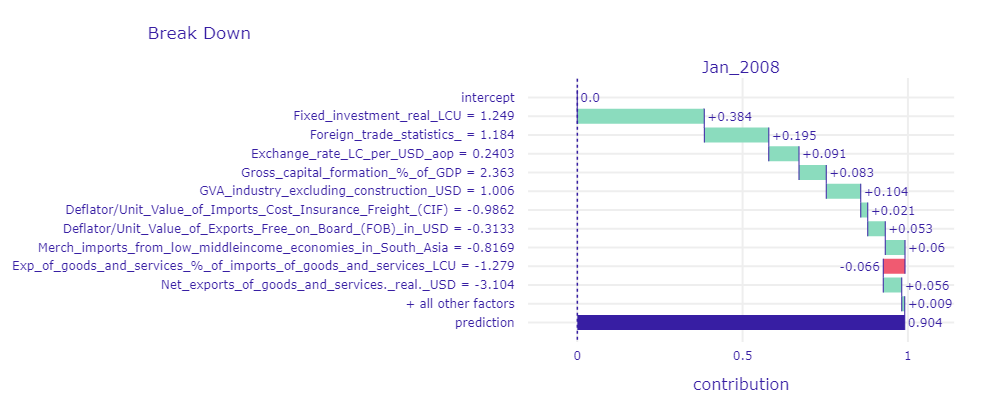 Break Down
Jan_2008
intercept 0.0
Fixed_investment_real_LCU = 1.249 +0.384
Foreign_trade_statistics_ = 1.184 +0.195
Exchange_rate_LC_per_USD_aop = 0.2403 +0.091
Gross_capital_formation_%_of_GDP = 2.363 +0.083
GVA_industry_excluding_construction_USD = 1.006 +0.104
Deflator/Unit_Value_of_Imports_Cost_Insurance_Freight_(CIF) = -0.9862 +0.021
Deflator/Unit_Value_of_Exports_Free_on_Board_(FOB)_in_USD = -0.3133 +0.053
Merch_imports_from_low_middleincome_economies_in_South_Asia = -0.8169 +0.06
Exp_of_goods_and_services_%_of_imports_of_goods_and_services_LCU = -1.279 -0.066
Net_exports_of_goods_and_services._real._USD = -3.104 +0.056
+ all other factors +0.009
prediction 0.904
0 0.5 1
contribution